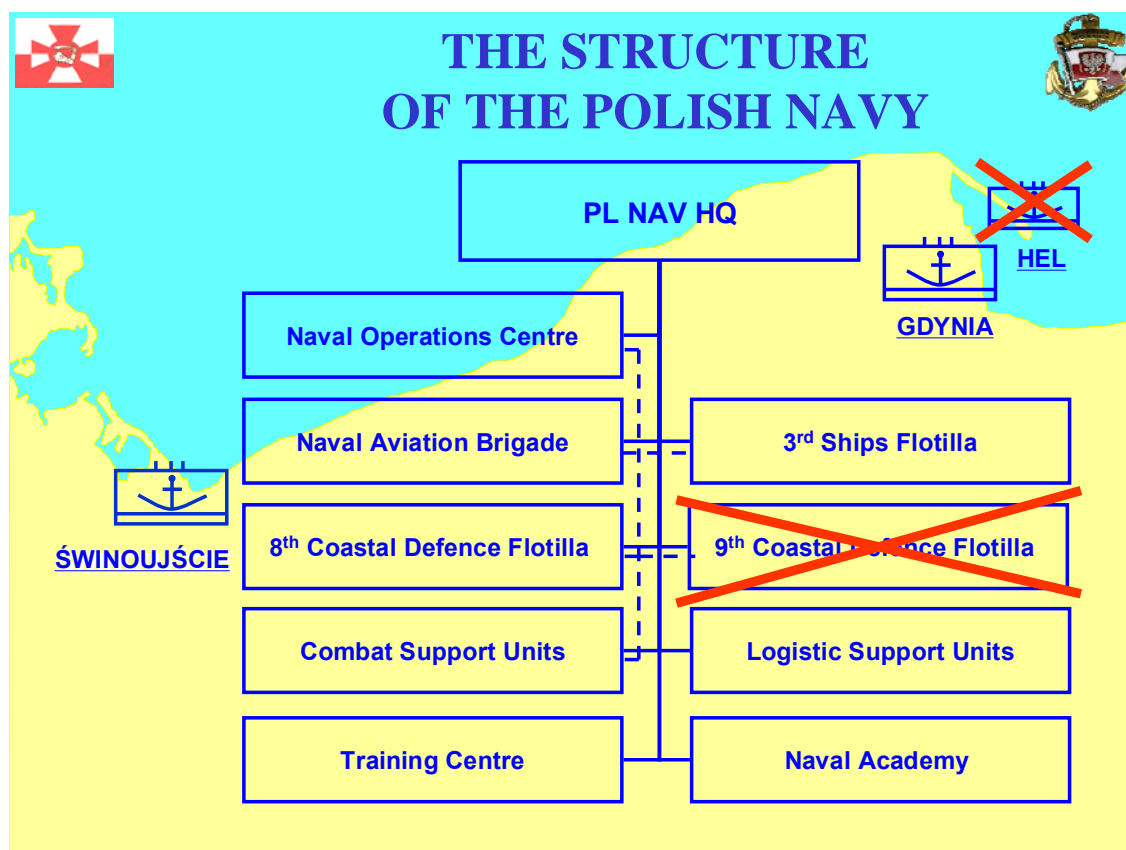 THE STRUCTURE
OF THE POLISH NAVY
PL NAV HQ
HEL
GDYNIA
Naval Operations Centre
Naval Aviation Brigade
3rd Ships Flotilla
ŚWINOUJŚCIE
8th Coastal Defence Flotilla
9th Coastal Defence Flotilla
Combat Support Units
Logistic Support Units
Training Centre
Naval Academy